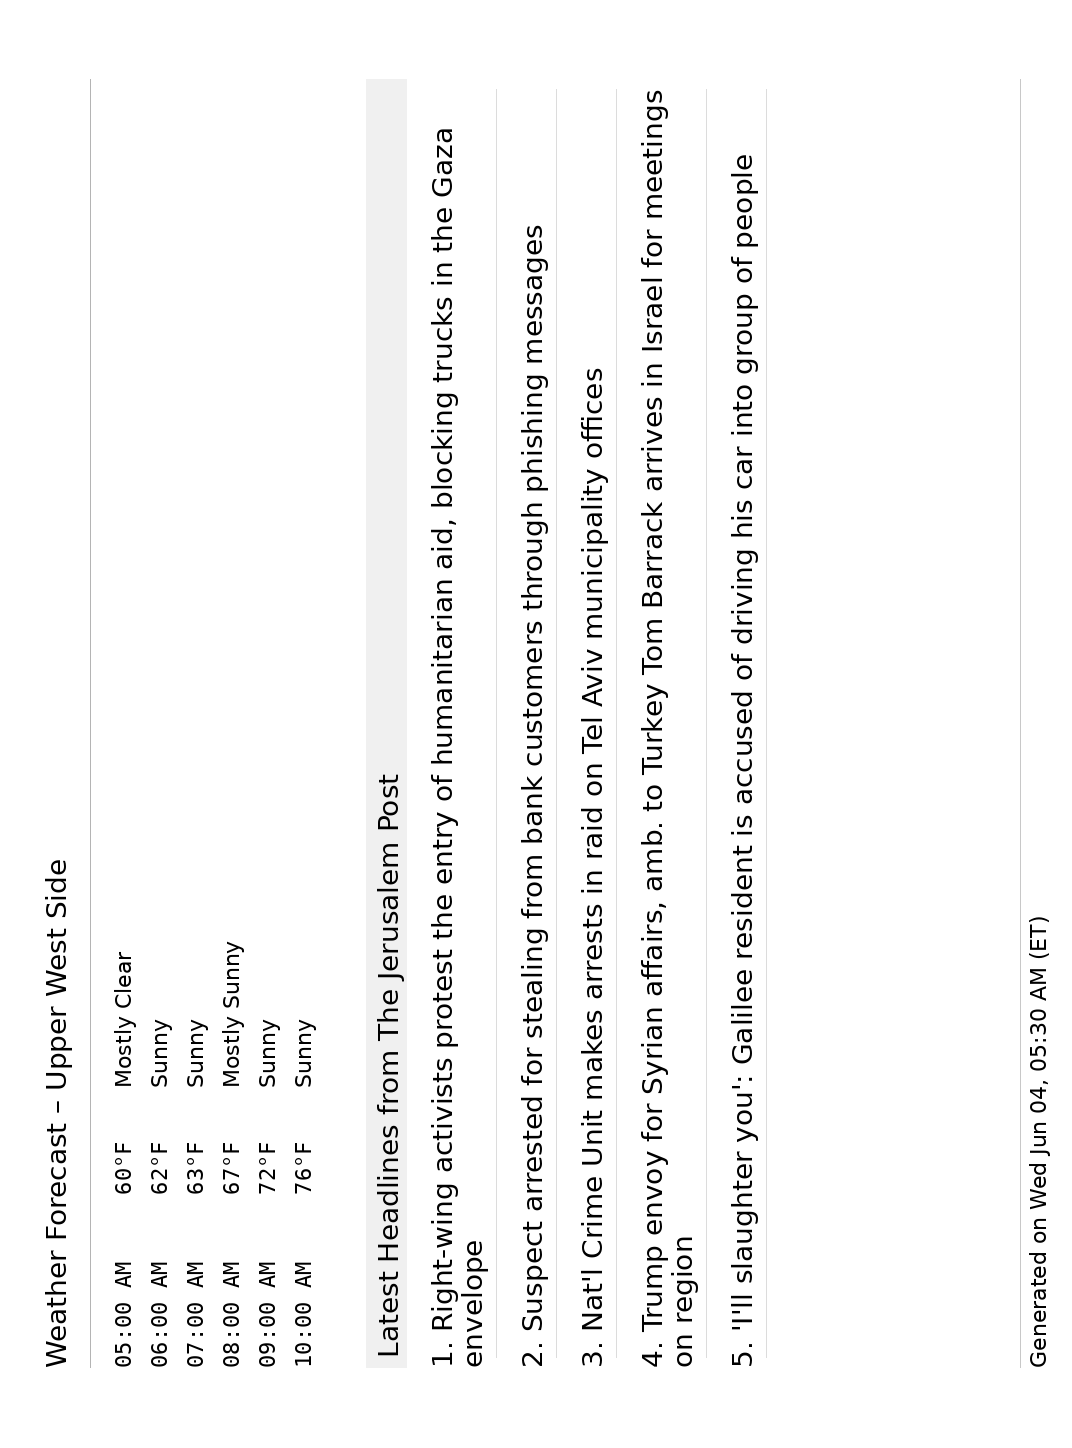 Weather Forecast – Upper West Side
05:00 AM 60°F Mostly Clear
06:00 AM 62°F Sunny
07:00 AM 63°F Sunny
08:00 AM 67°F Mostly Sunny
09:00 AM 72°F Sunny
10:00 AM 76°F Sunny
Latest Headlines from The Jerusalem Post
1. Right-wing activists protest the entry of humanitarian aid, blocking trucks in the Gaza
envelope
2. Suspect arrested for stealing from bank customers through phishing messages
3. Nat'l Crime Unit makes arrests in raid on Tel Aviv municipality offices
4. Trump envoy for Syrian affairs, amb. to Turkey Tom Barrack arrives in Israel for meetings
on region
5. 'I'll slaughter you': Galilee resident is accused of driving his car into group of people
Generated on Wed Jun 04, 05:30 AM (ET)